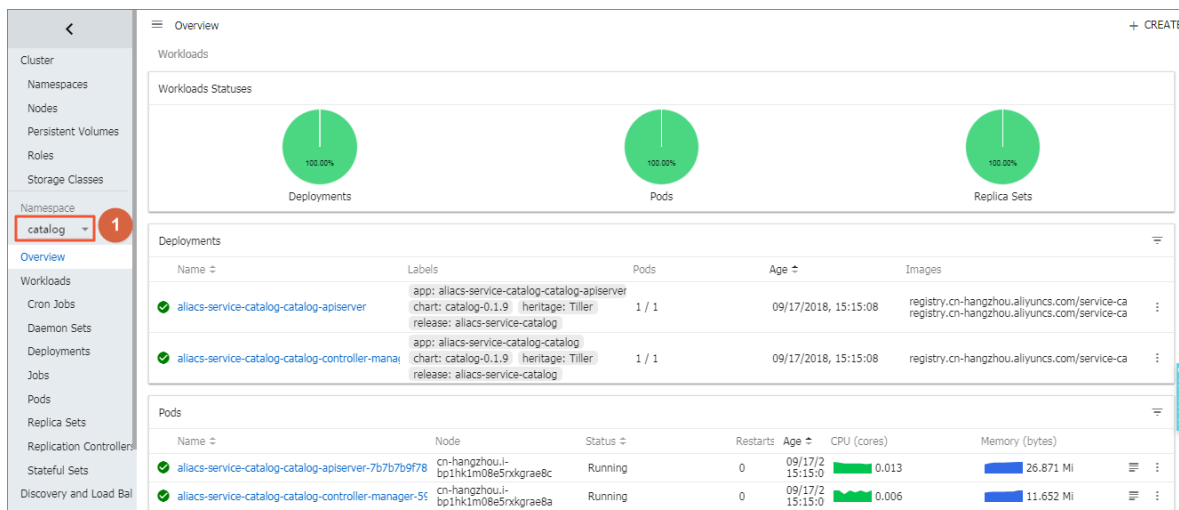 Overview
+ CREATE
Cluster
Namespaces
Nodes
Persistent Volumes
Roles
Storage Classes
Namespace
catalog
1
Overview
Workloads
Cron Jobs
Daemon Sets
Deployments
Jobs
Pods
Replica Sets
Replication Controllers
Stateful Sets
Discovery and Load Bal
Workloads
Workloads Statuses
100.00% 100.00% 100.00%
Deployments Pods Replica Sets
Deployments
Name Labels Pods Age Images
aliacs-service-catalog-catalog-apiserver
app: aliacs-service-catalog-catalog-apiserver
chart: catalog-0.1.9 heritage: Tiller
release: aliacs-service-catalog
1 / 1
09/17/2018, 15:15:08
registry.cn-hangzhou.aliyuncs.com/service-ca
registry.cn-hangzhou.aliyuncs.com/service-ca
aliacs-service-catalog-catalog-controller-mana
app: aliacs-service-catalog-catalog
chart: catalog-0.1.9 heritage: Tiller
release: aliacs-service-catalog
1 / 1
09/17/2018, 15:15:08
registry.cn-hangzhou.aliyuncs.com/service-ca
Pods
Name Node Status Restarts Age CPU (cores) Memory (bytes)
aliacs-service-catalog-catalog-apiserver-7b7b7b9f78
cn-hangzhou.i-
bp1hk1m08e5rxkgrae8c
Running
0
09/17/2
15:15:0
0.013
26.871 Mi
aliacs-service-catalog-catalog-controller-manager-59
cn-hangzhou.i-
bp1hk1m08e5rxkgrae8a
Running
0
09/17/2
15:15:0
0.006
11.652 Mi